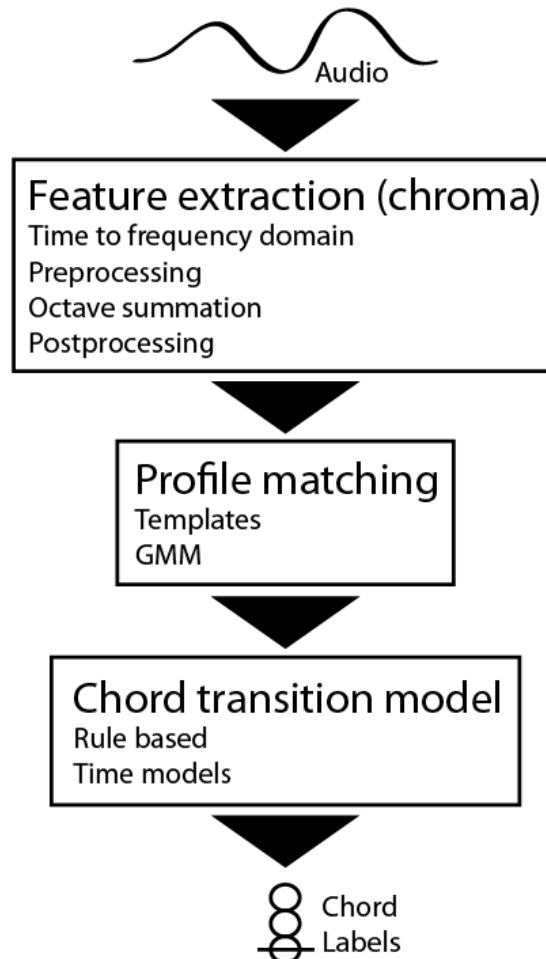 Audio
Feature extraction (chroma)
Time to frequency domain
Preprocessing
Octave summation
Postprocessing
Profile matching
Templates
GMM
Chord transition model
Rule based
Time models
Chord
Labels